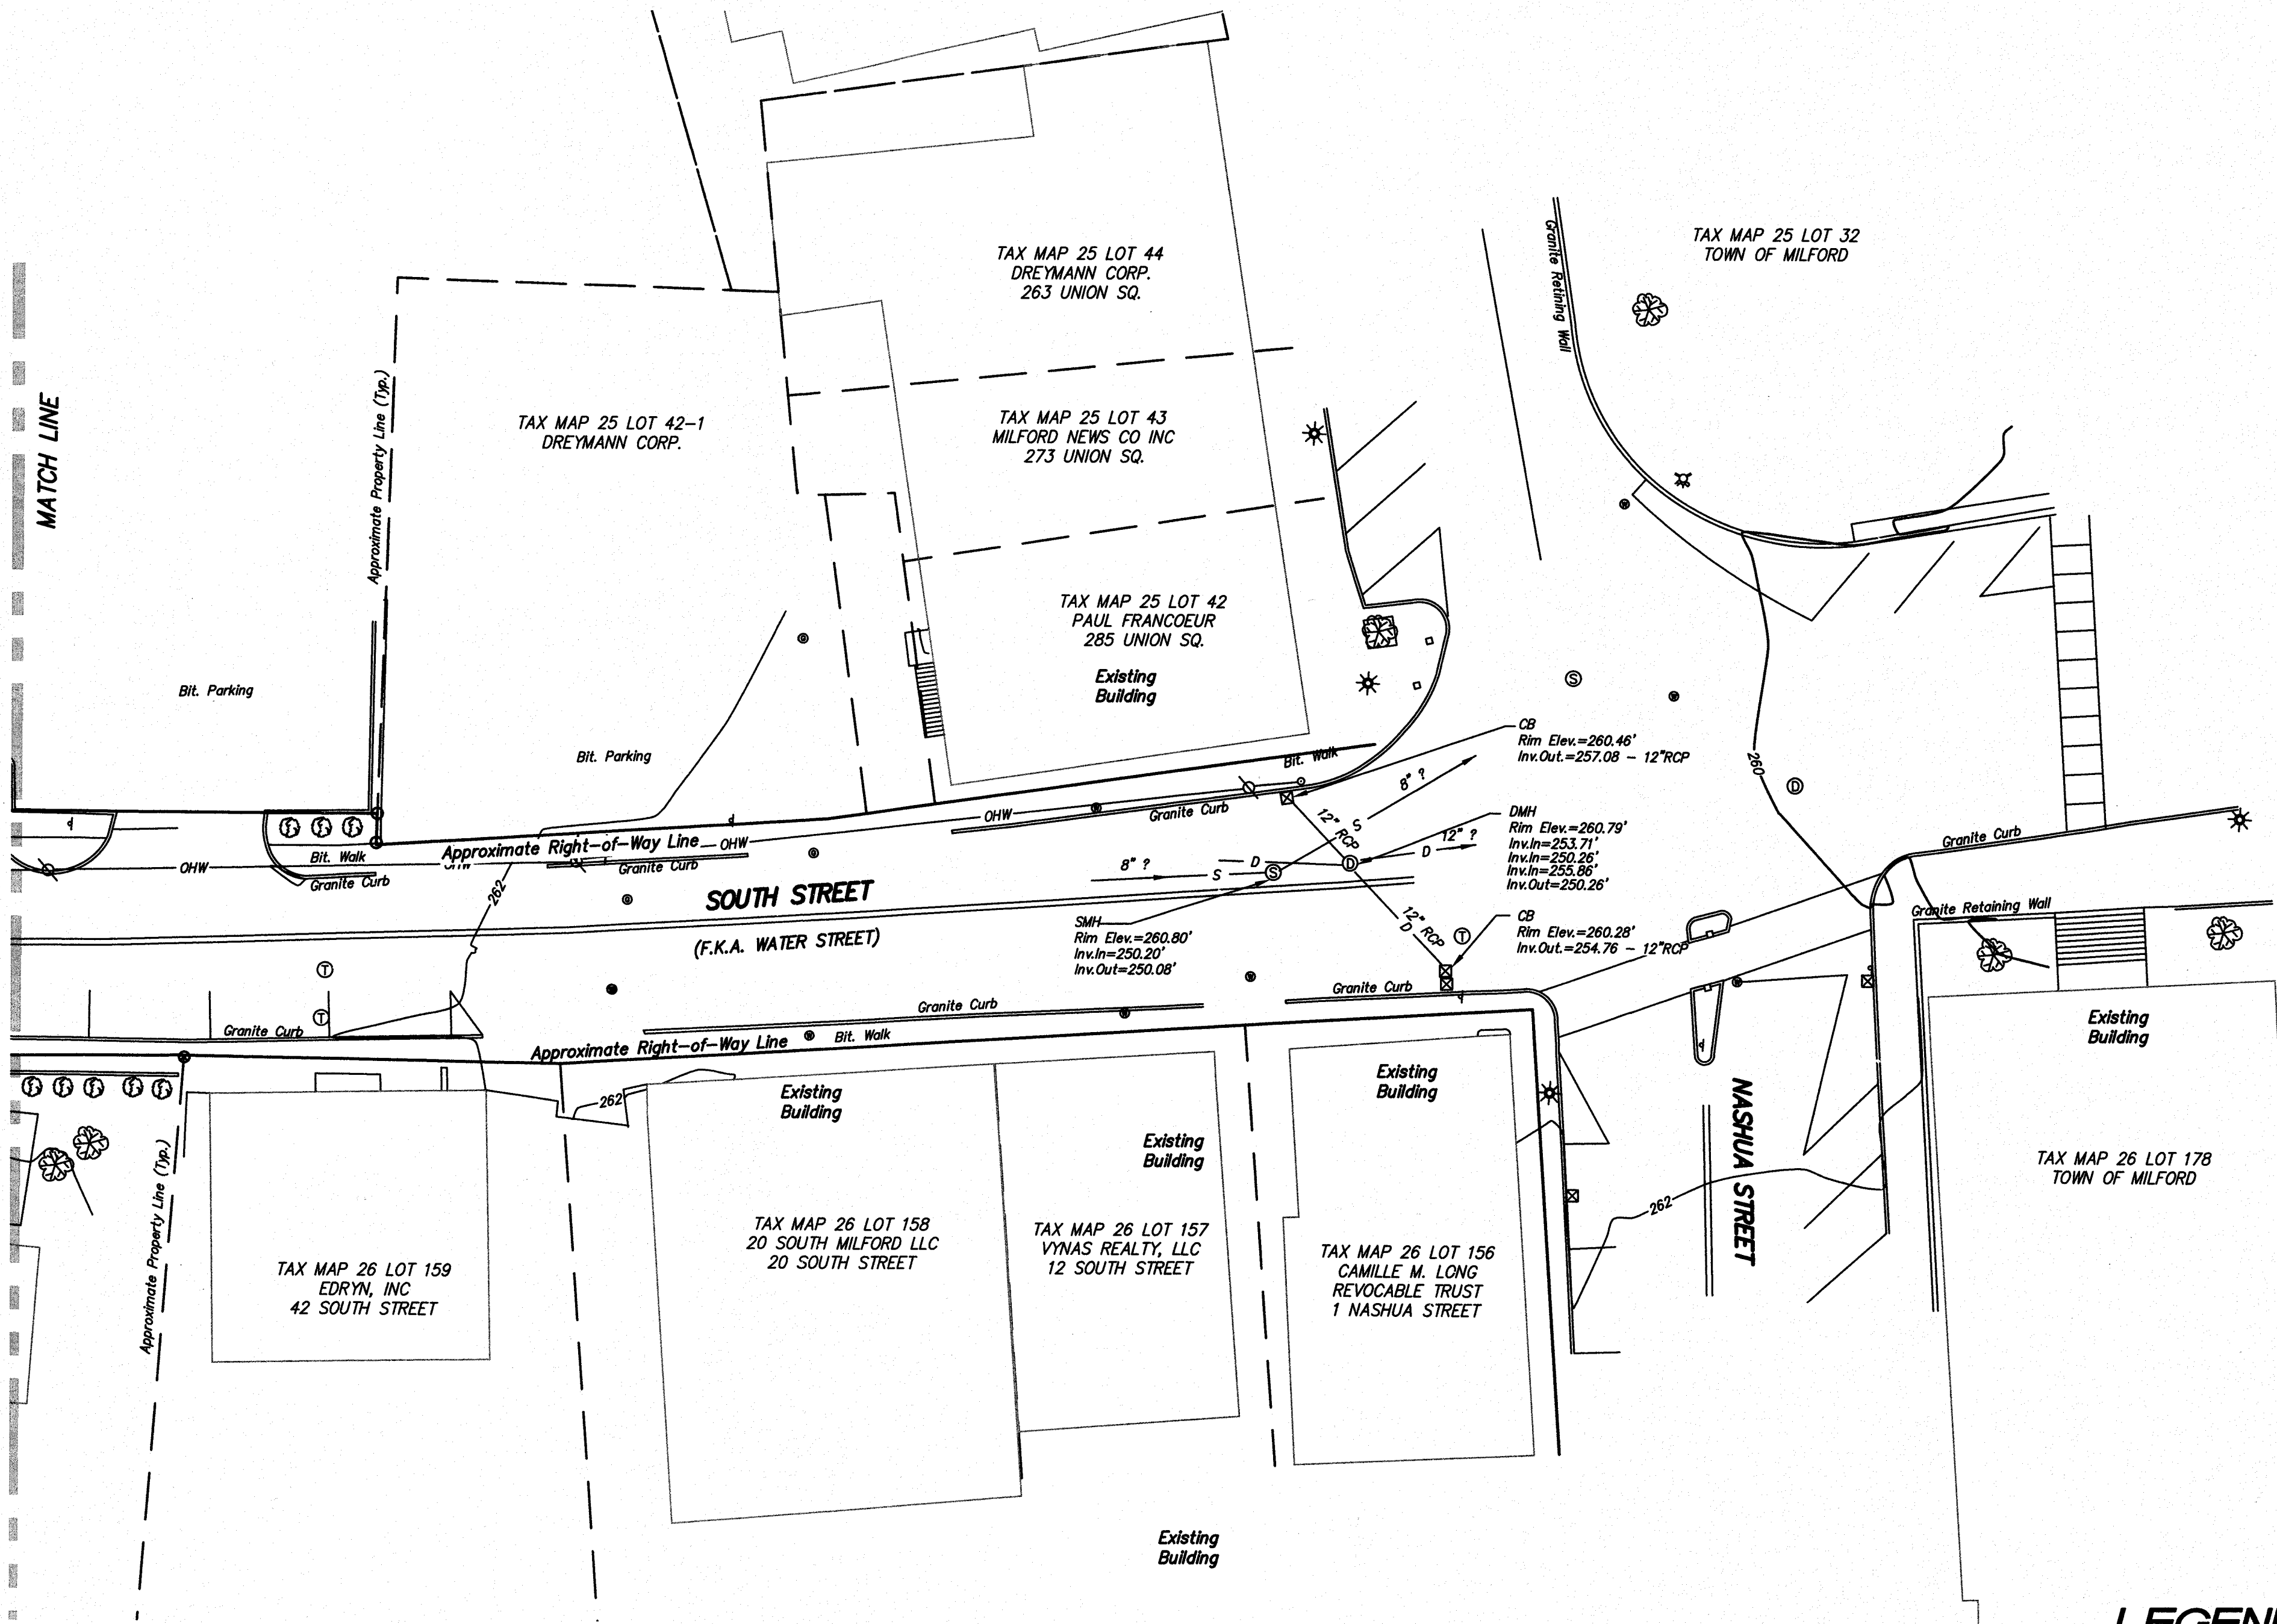 TAX MAP 25 LOT 44
DREYMANN CORP.
263 UNION SQ.
TAX MAP 25 LOT 32
TOWN OF MILFORD
Granite Retining Wall
MATCH LINE
Approximate Property Line (Typ.)
TAX MAP 25 LOT 42-1
DREYMANN CORP.
TAX MAP 25 LOT 43
MILFORD NEWS CO INC
273 UNION SQ.
TAX MAP 25 LOT 42
PAUL FRANCOEUR
285 UNION SQ.
Existing
Building
Bit. Parking
Bit. Parking
Bit. Walk
CB
Rim Elev.=260.46'
Inv.Out.=257.08 - 12"RCP
8" ?
S
12" RCP
260
D
S
OHW
Granite Curb
DMH
Rim Elev.=260.79'
Inv.In=253.71'
Inv.In=250.26'
Inv.In=255.86'
Inv.Out=250.26'
12" ?
D
D
Granite Curb
Approximate Right-of-Way Line
OHW
Bit. Walk
OHW
Granite Curb
Granite Curb
262
SOUTH STREET
(F.K.A. WATER STREET)
8" ?
S
D
S
12" RCP
D
T
SMH
Rim Elev.=260.80'
Inv.In=250.20'
Inv.Out=250.08'
CB
Rim Elev.=260.28'
Inv.Out.=254.76 - 12"RCP
Granite Retaining Wall
T
T
Granite Curb
Granite Curb
Granite Curb
Approximate Right-of-Way Line
Bit. Walk
262
Existing
Building
Existing
Building
Existing
Building
Existing
Building
NASHUA STREET
262
Approximate Property Line (Typ.)
TAX MAP 26 LOT 159
EDRYN, INC
42 SOUTH STREET
TAX MAP 26 LOT 158
20 SOUTH MILFORD LLC
20 SOUTH STREET
TAX MAP 26 LOT 157
VYNAS REALTY, LLC
12 SOUTH STREET
TAX MAP 26 LOT 156
CAMILLE M. LONG
REVOCABLE TRUST
1 NASHUA STREET
TAX MAP 26 LOT 178
TOWN OF MILFORD
Existing
Building